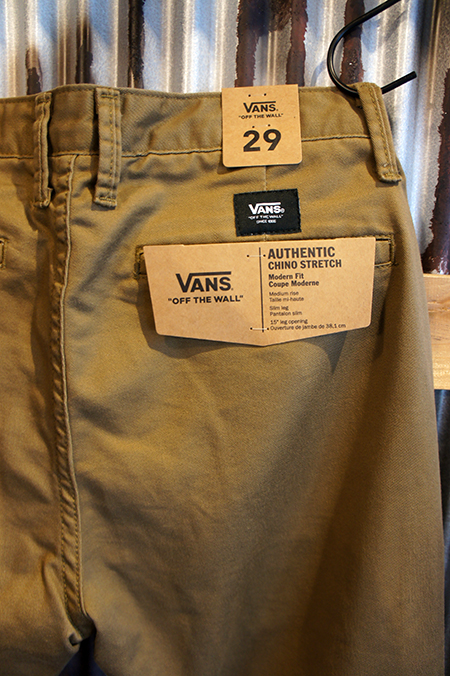 VANS
"OFF THE WALL"
29
VANS®
"OFF THE WALL"
SINCE 1966
VANS
"OFF THE WALL"
AUTHENTIC
CHINO STRETCH
Modern Fit
Coupe Moderne
Medium rise
Taille mi-haute
Slim leg
Pantalon slim
15" leg opening
Ouverture de jambe de 38,1 cm